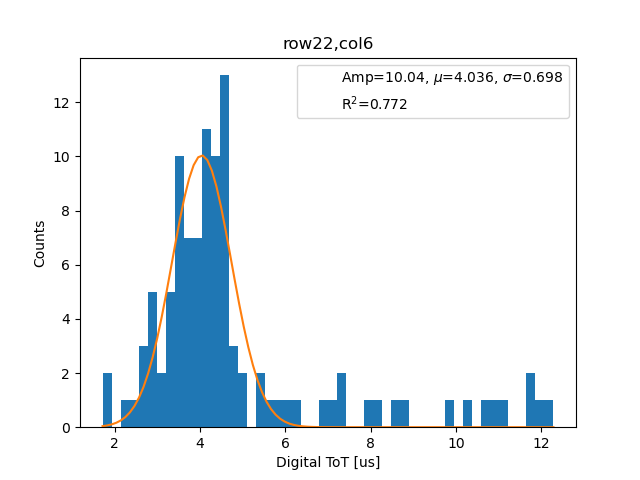 row22,col6
Amp=10.04, μ=4.036, σ=0.698
R²=0.772
Counts
12
10
8
6
4
2
0
2 4 6 8 10 12
Digital ToT [us]